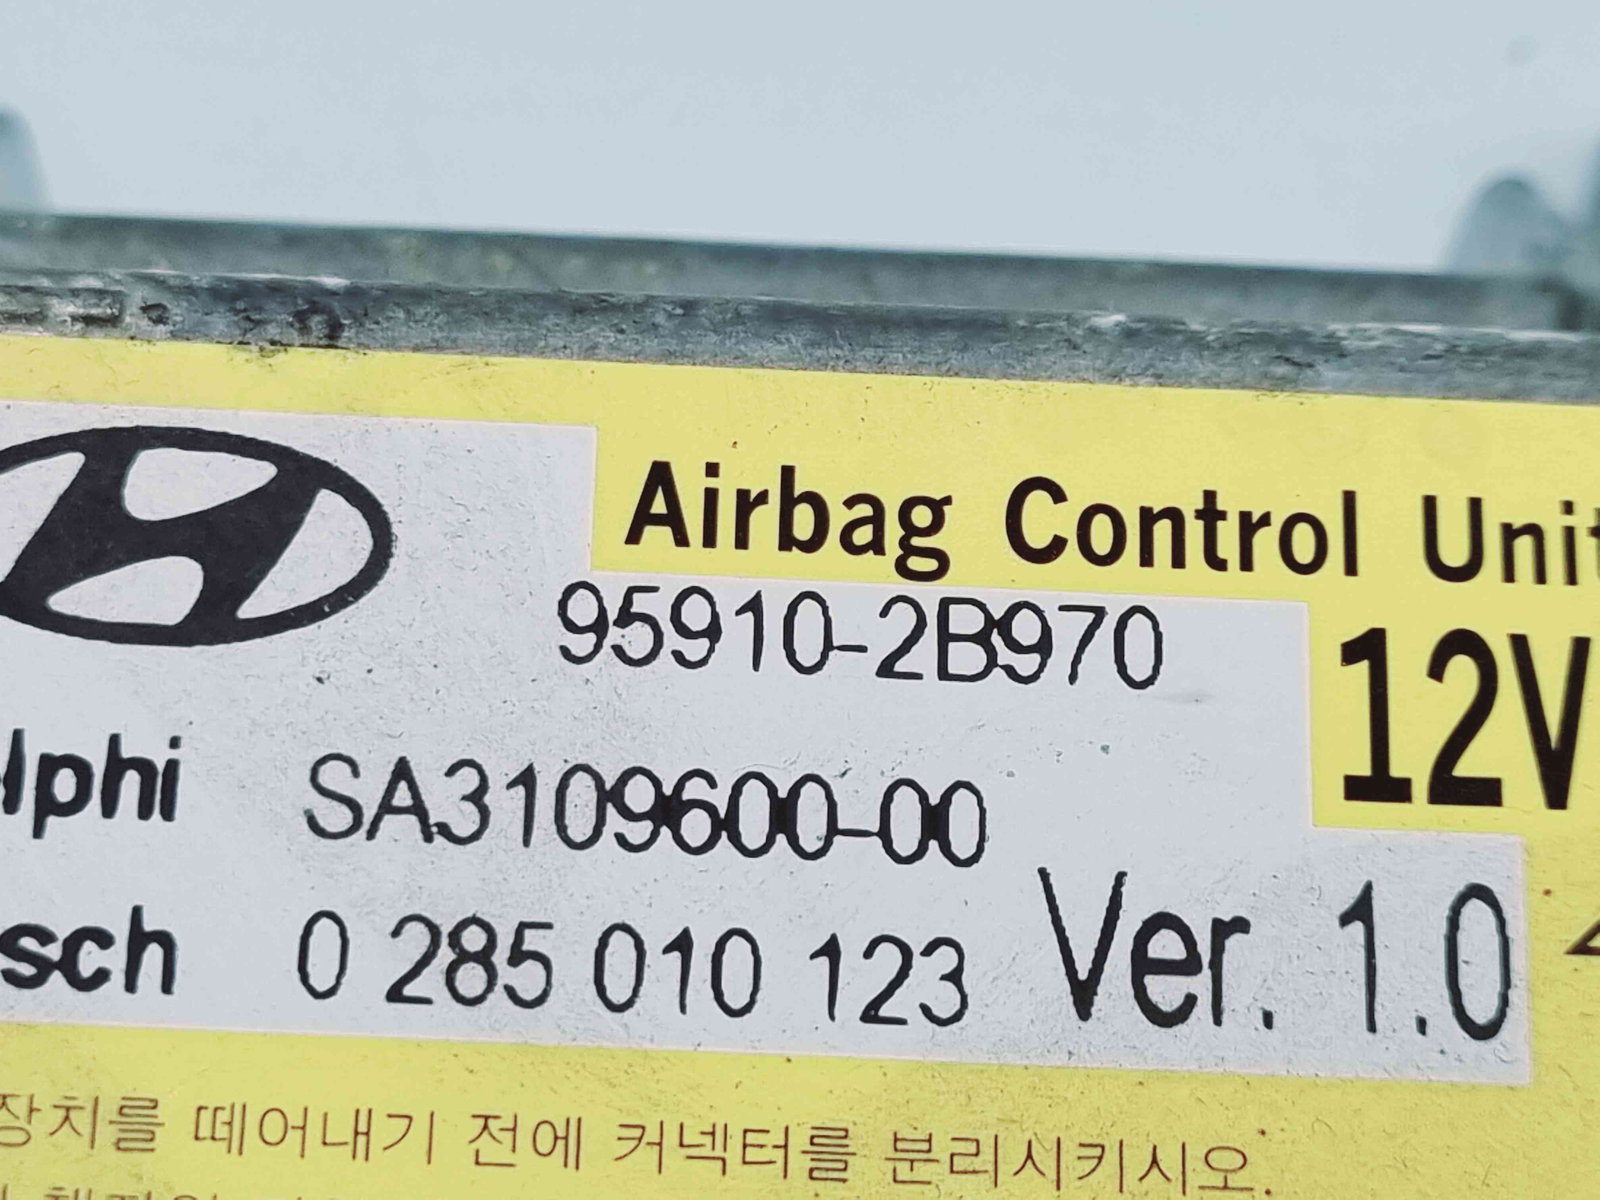 Airbag Control Unit
95910-2B970
12V
lphi SA3109600-00
sch 0 285 010 123 Ver. 1.0
장치를 떼어내기 전에 커넥터를 분리시키시오.